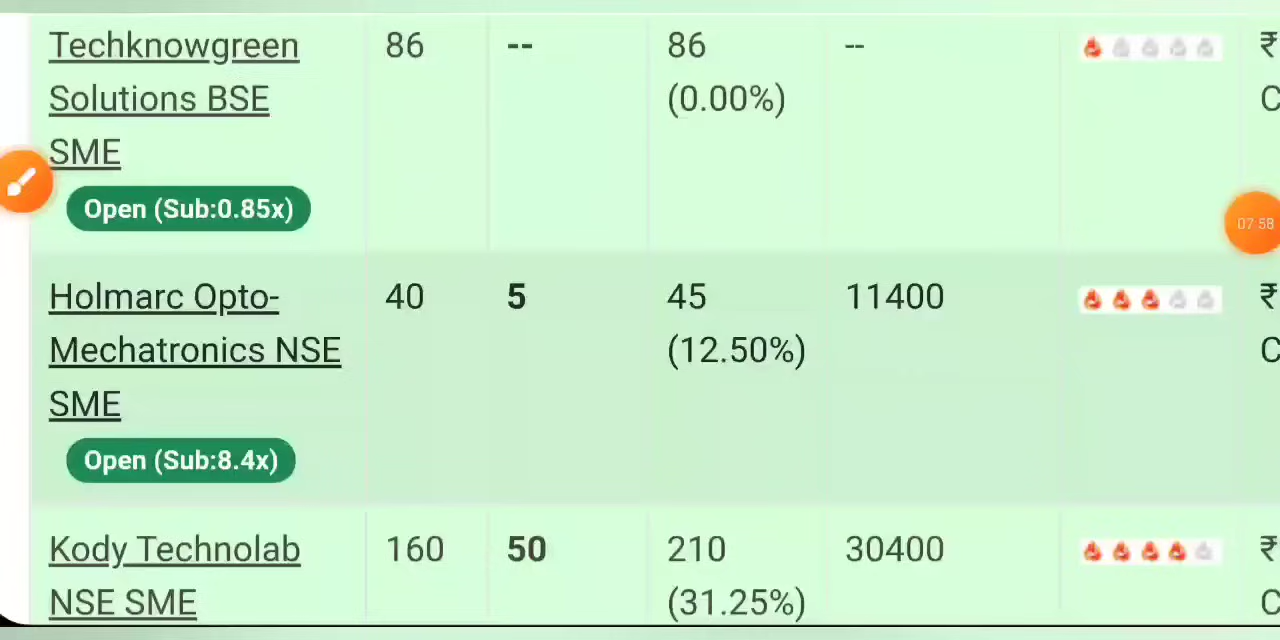 Techknowgreen 86 -- 86 -- ₹
Solutions BSE (0.00%) C
SME
Open (Sub:0.85x)
07:58
Holmarc Opto- 40 5 45 11400 ₹
Mechatronics NSE (12.50%) C
SME
Open (Sub:8.4x)
Kody Technolab 160 50 210 30400 ₹
NSE SME (31.25%) C